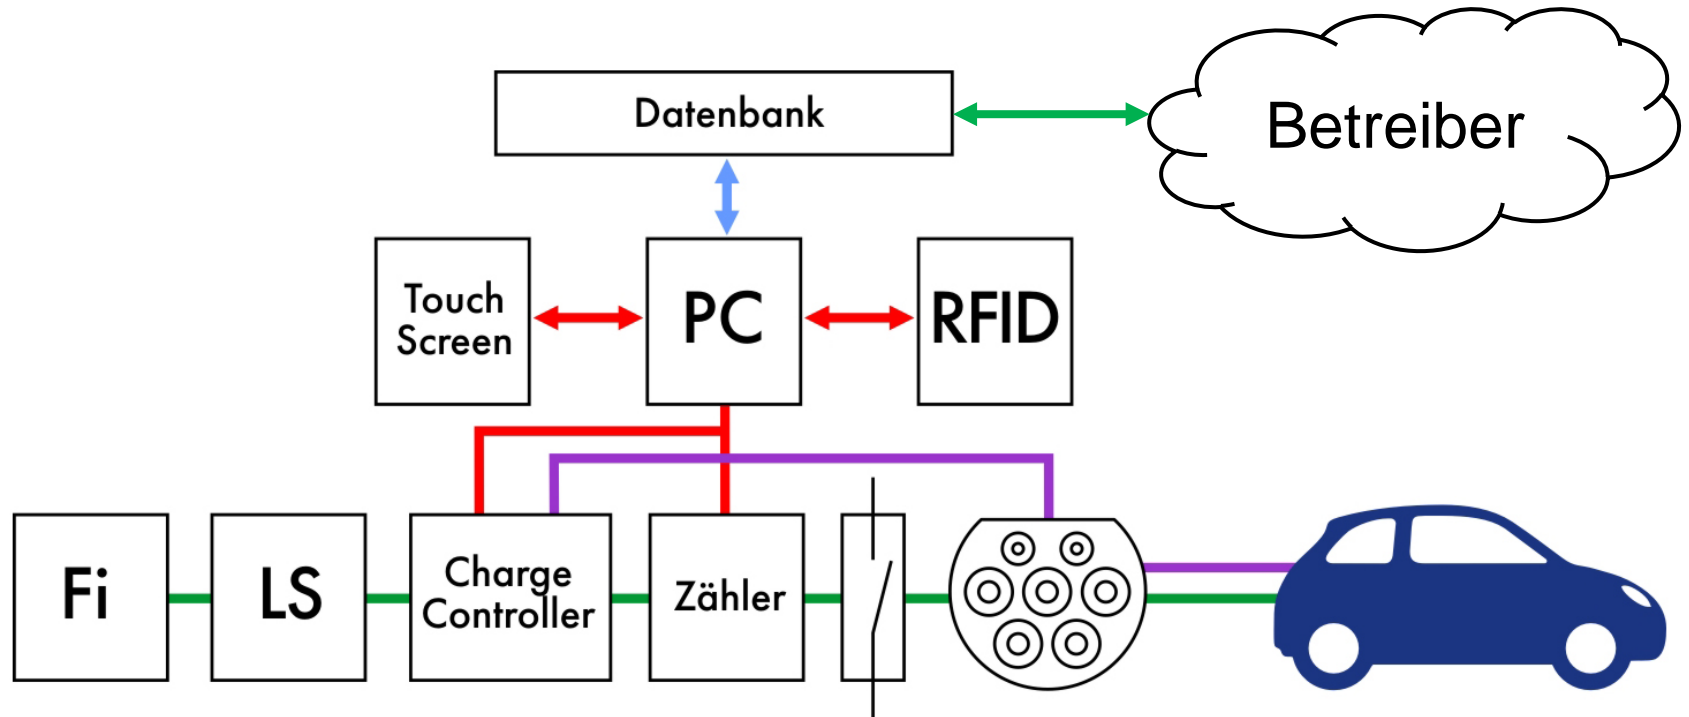 Datenbank
Betreiber
Touch
Screen
PC
RFID
Fi
LS
Charge
Controller
Zähler